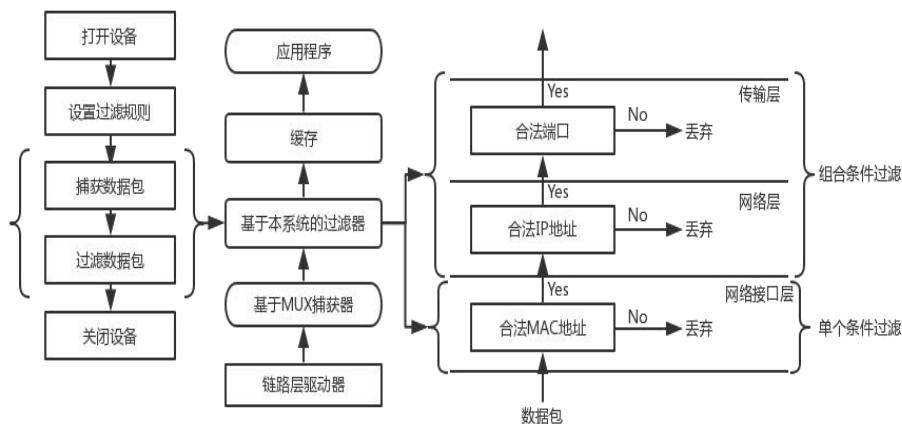 打开设备
设置过滤规则
捕获数据包
过滤数据包
关闭设备
应用程序
缓存
基于本系统的过滤器
基于MUX捕获器
链路层驱动器
Yes
传输层
合法端口
No
丢弃
Yes
网络层
合法IP地址
No
丢弃
组合条件过滤
Yes
网络接口层
合法MAC地址
No
丢弃
单个条件过滤
数据包